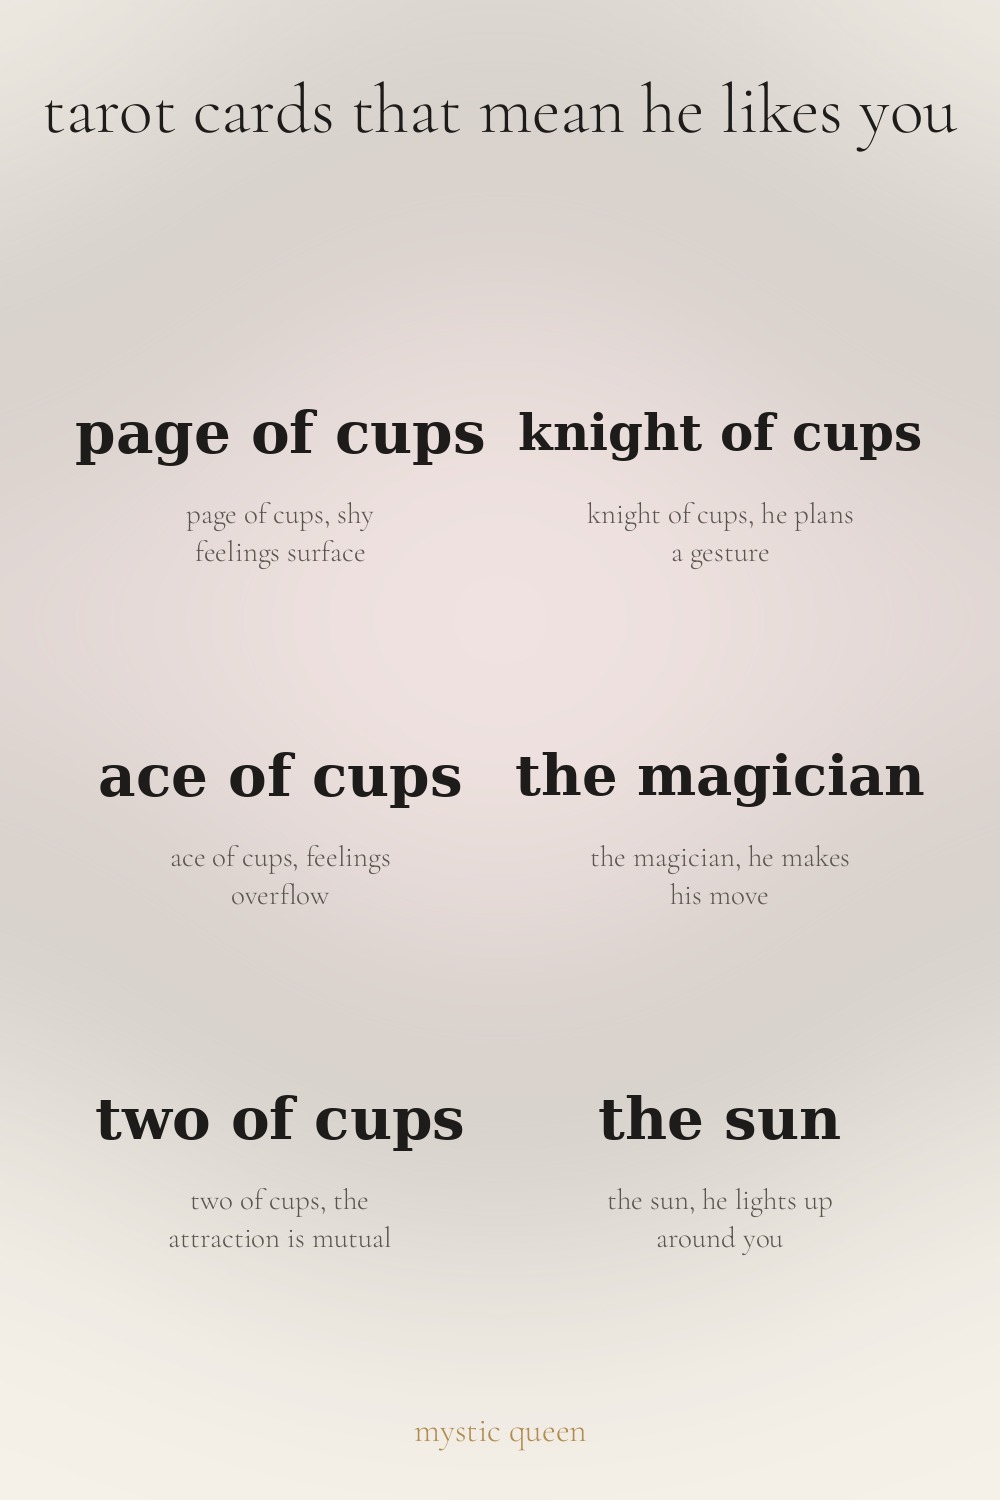 tarot cards that mean he likes you
page of cups
page of cups, shy
feelings surface
knight of cups
knight of cups, he plans
a gesture
ace of cups
ace of cups, feelings
overflow
the magician
the magician, he makes
his move
two of cups
two of cups, the
attraction is mutual
the sun
the sun, he lights up
around you
mystic queen